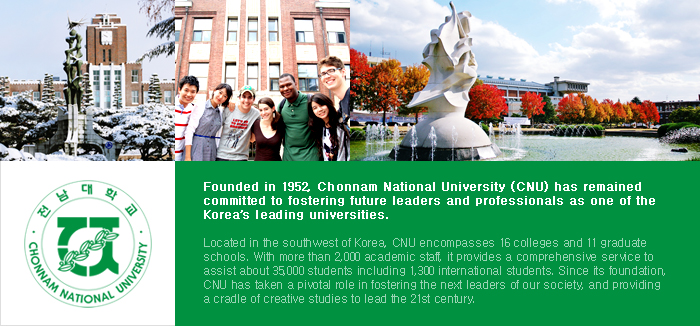 Founded in 1952, Chonnam National University (CNU) has remained
committed to fostering future leaders and professionals as one of the
Korea's leading universities.
전남대학교
CHONNAM NATIONAL UNIVERSITY
Located in the southwest of Korea, CNU encompasses 16 colleges and 11 graduate
schools. With more than 2,000 academic staff, it provides a comprehensive service to
assist about 35,000 students including 1,300 international students. Since its foundation,
CNU has taken a pivotal role in fostering the next leaders of our society, and providing
a cradle of creative studies to lead the 21st century.